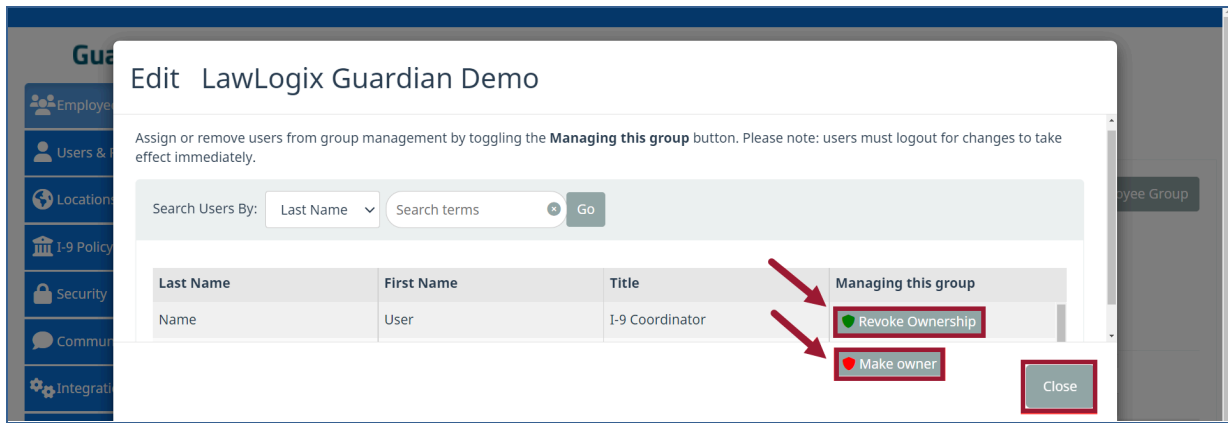 Gua
Edit LawLogix Guardian Demo
Employe
Assign or remove users from group management by toggling the Managing this group button. Please note: users must logout for changes to take
effect immediately.
Users & F
Locations
Search Users By: Last Name Search terms Go
yee Group
I-9 Policy
Last Name First Name Title Managing this group
Security
Name User I-9 Coordinator Revoke Ownership
Commun
Make owner
Integrati
Close